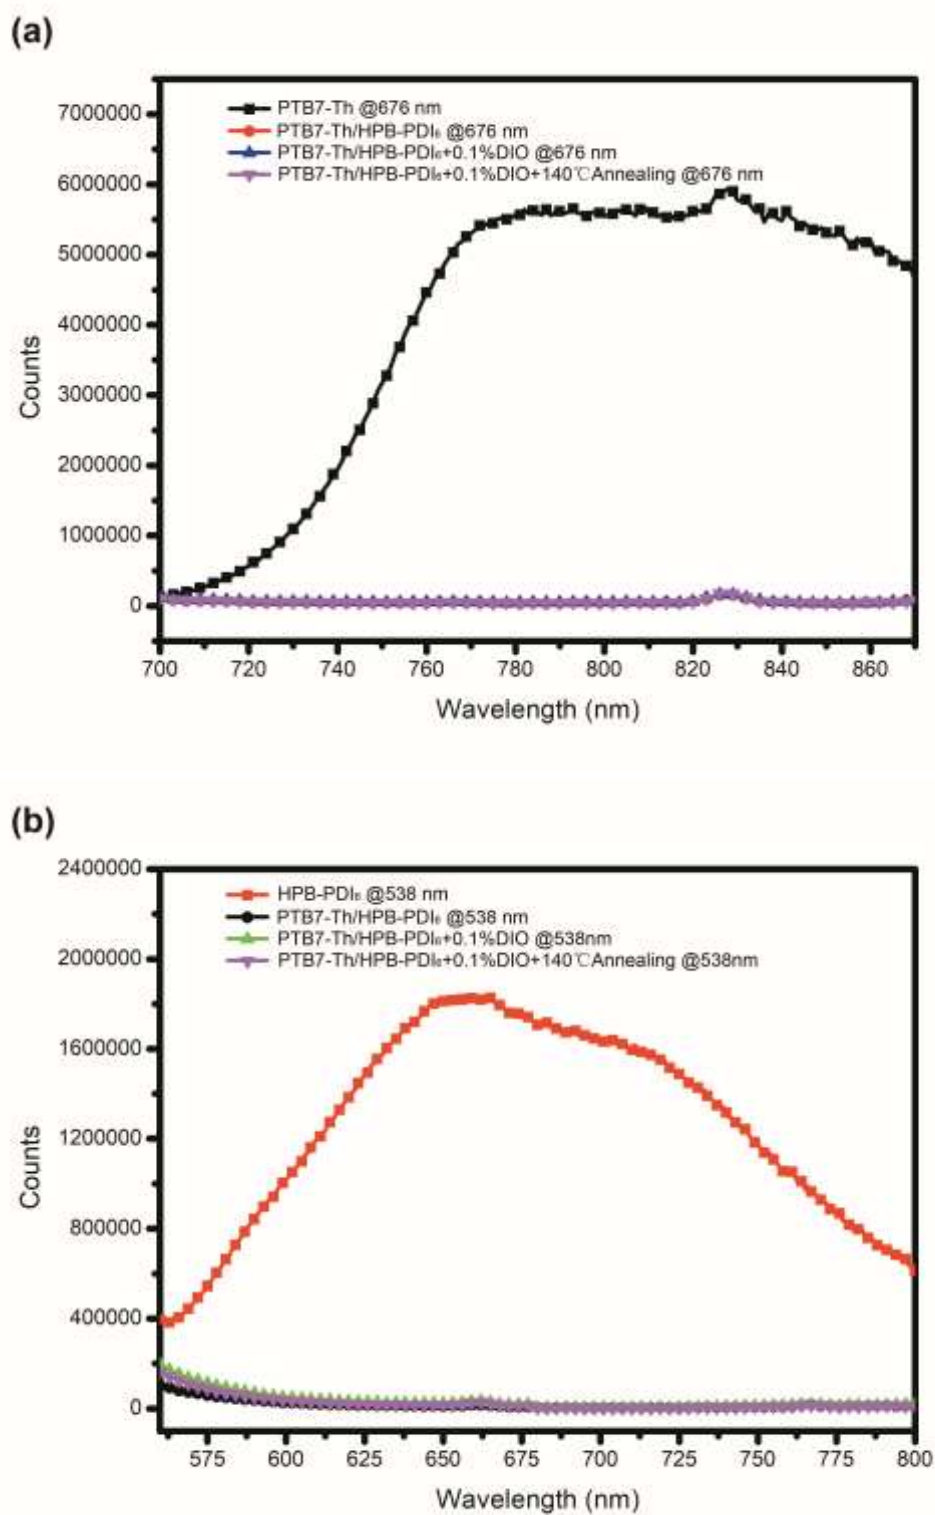 (a)
7000000
6000000
5000000
4000000
3000000
2000000
1000000
0
Counts
PTB7-Th @676 nm
PTB7-Th/HPB-PDI₆ @676 nm
PTB7-Th/HPB-PDI₆+0.1%DIO @676 nm
PTB7-Th/HPB-PDI₆+0.1%DIO+140℃Annealing @676 nm
700 720 740 760 780 800 820 840 860
Wavelength (nm)
(b)
2400000
2000000
1600000
1200000
800000
400000
0
Counts
HPB-PDI₆ @538 nm
PTB7-Th/HPB-PDI₆ @538 nm
PTB7-Th/HPB-PDI₆+0.1%DIO @538nm
PTB7-Th/HPB-PDI₆+0.1%DIO+140℃Annealing @538nm
575 600 625 650 675 700 725 750 775 800
Wavelength (nm)